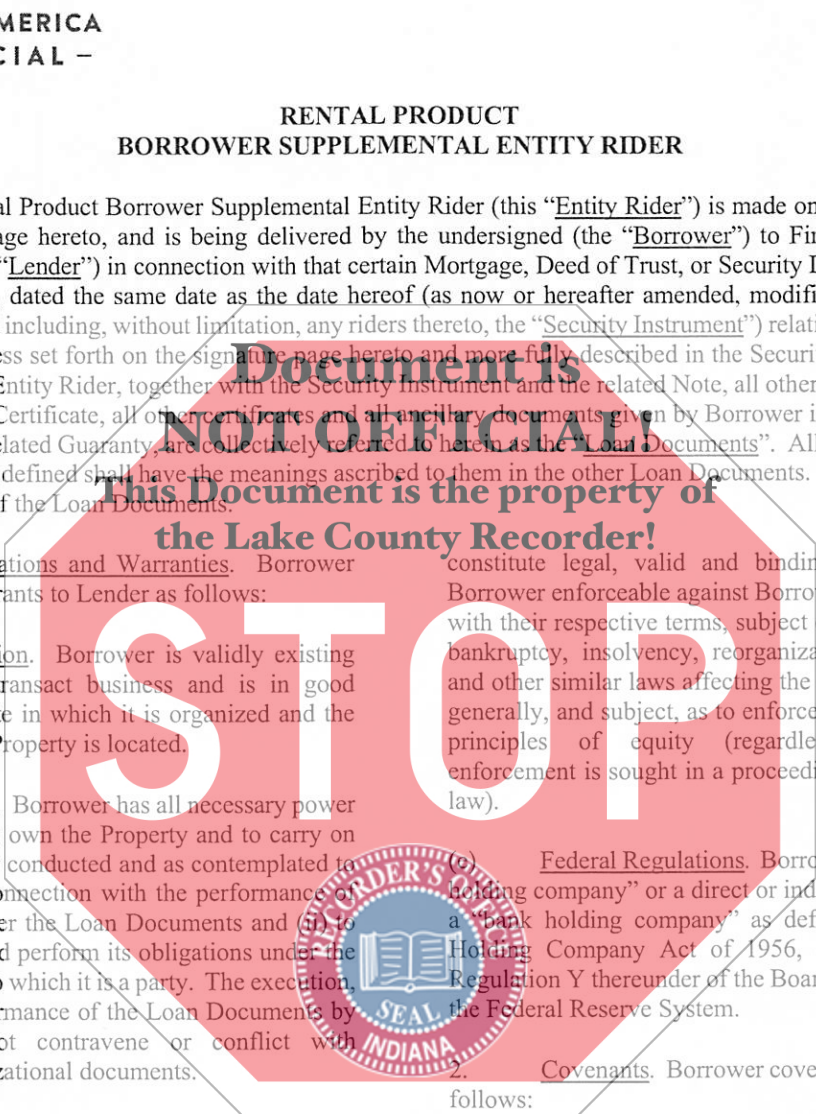 MERICA
CIAL –
RENTAL PRODUCT
BORROWER SUPPLEMENTAL ENTITY RIDER
al Product Borrower Supplemental Entity Rider (this “Entity Rider”) is made on
age hereto, and is being delivered by the undersigned (the “Borrower”) to Fir
“Lender”) in connection with that certain Mortgage, Deed of Trust, or Security I
dated the same date as the date hereof (as now or hereafter amended, modifi
including, without limitation, any riders thereto, the “Security Instrument”) relati
ss set forth on the signature page hereto and more fully described in the Securi
Entity Rider, together with the Security Instrument and the related Note, all other
Certificate, all other certificates and all ancillary documents given by Borrower i
elated Guaranty, are collectively referred to herein as the “Loan Documents”. All
defined shall have the meanings ascribed to them in the other Loan Documents.
f the Loan Documents.
Document is
NOT OFFICIAL!
This Document is the property of
the Lake County Recorder!
STOP
ations and Warranties. Borrower
ants to Lender as follows:
on. Borrower is validly existing
ransact business and is in good
e in which it is organized and the
roperty is located.
Borrower has all necessary power
own the Property and to carry on
conducted and as contemplated to
nnection with the performance of
er the Loan Documents and (ii) to
d perform its obligations under the
o which it is a party. The execution,
rmance of the Loan Documents by
ot contravene or conflict with
zational documents.
constitute legal, valid and bindin
Borrower enforceable against Borro
with their respective terms, subject
bankruptcy, insolvency, reorganiza
and other similar laws affecting the
generally, and subject, as to enforce
principles of equity (regardle
enforcement is sought in a proceedi
law).
(c) Federal Regulations. Borro
holding company” or a direct or ind
a “bank holding company” as def
Holding Company Act of 1956,
Regulation Y thereunder of the Boar
the Federal Reserve System.
2. Covenants. Borrower cove
follows:
RECORDER'S OFFICE
SEAL
INDIANA